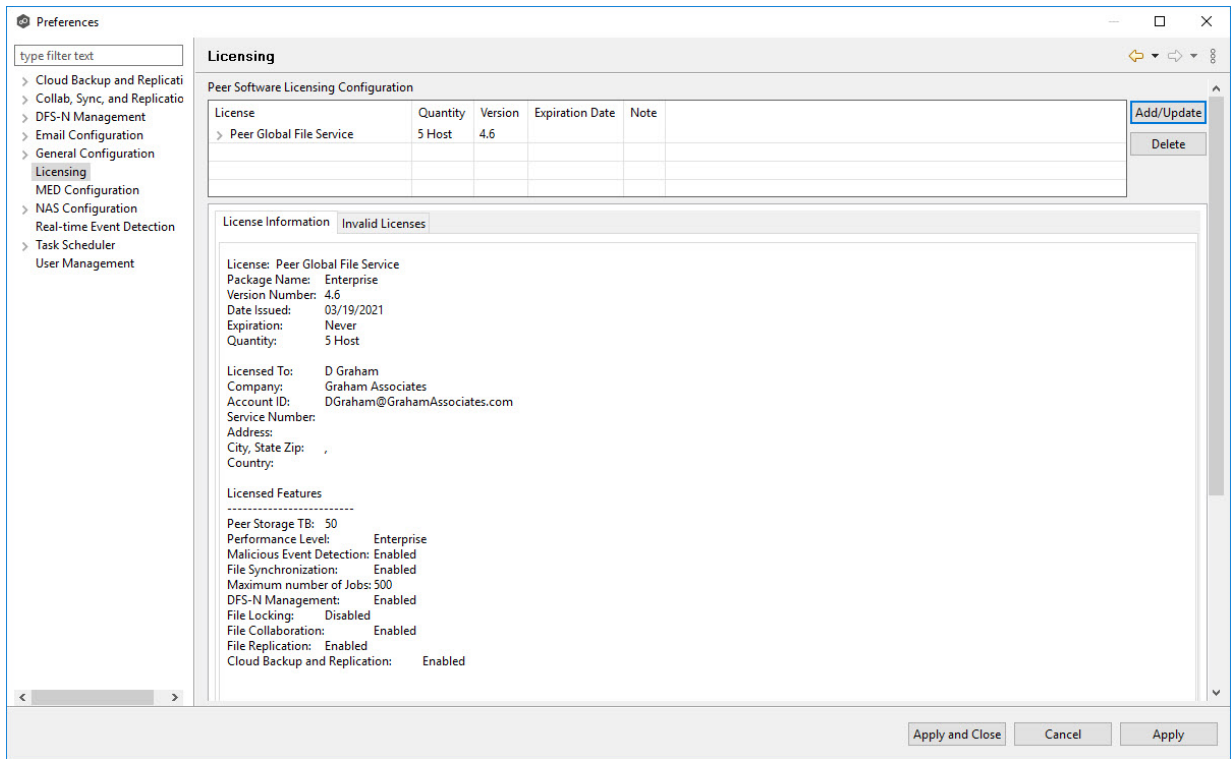 Preferences
type filter text
Cloud Backup and Replicati
Collab, Sync, and Replicatio
DFS-N Management
Email Configuration
General Configuration
Licensing
MED Configuration
NAS Configuration
Real-time Event Detection
Task Scheduler
User Management
Licensing
Peer Software Licensing Configuration
License Quantity Version Expiration Date Note
Peer Global File Service 5 Host 4.6
Add/Update
Delete
License Information Invalid Licenses
License: Peer Global File Service
Package Name: Enterprise
Version Number: 4.6
Date Issued: 03/19/2021
Expiration: Never
Quantity: 5 Host
Licensed To: D Graham
Company: Graham Associates
Account ID: DGraham@GrahamAssociates.com
Service Number:
Address:
City, State Zip: ,
Country:
Licensed Features
-------------------------
Peer Storage TB: 50
Performance Level: Enterprise
Malicious Event Detection: Enabled
File Synchronization: Enabled
Maximum number of Jobs: 500
DFS-N Management: Enabled
File Locking: Disabled
File Collaboration: Enabled
File Replication: Enabled
Cloud Backup and Replication: Enabled
Apply and Close Cancel Apply